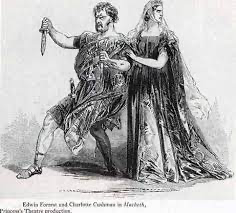 Edwin Forrest and Charlotte Cushman in Macbeth,
Princess's Theatre production.